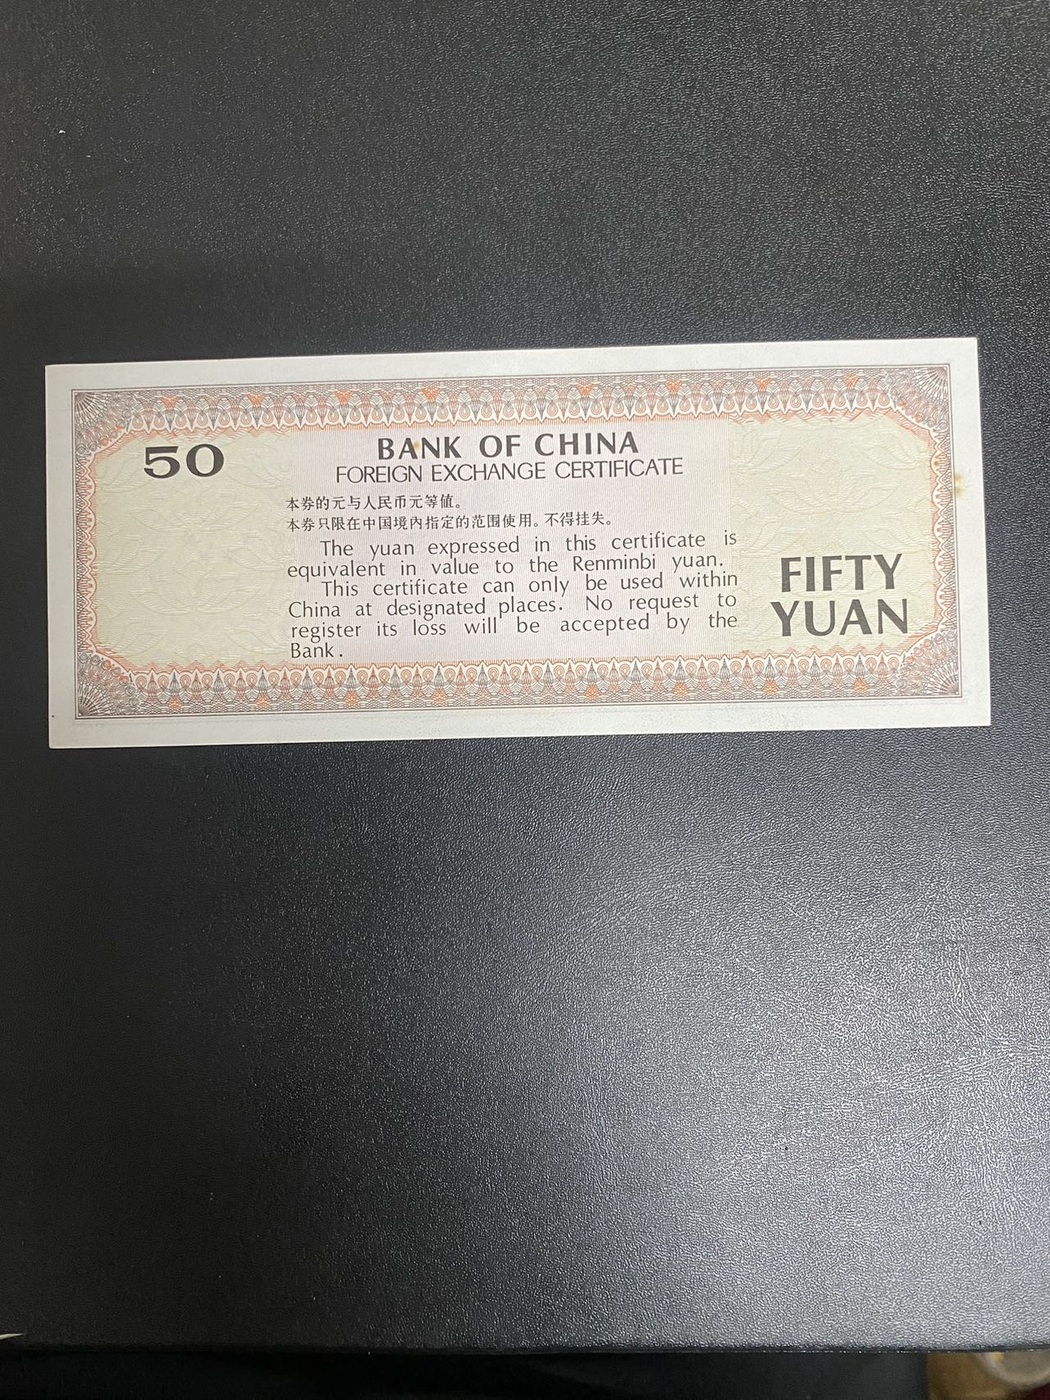 50
BANK OF CHINA
FOREIGN EXCHANGE CERTIFICATE
本券的元与人民币元等值。
本券只限在中国境内指定的范围使用。不得挂失。
The yuan expressed in this certificate is
equivalent in value to the Renminbi yuan.
This certificate can only be used within
China at designated places. No request to
register its loss will be accepted by the
Bank.
FIFTY
YUAN